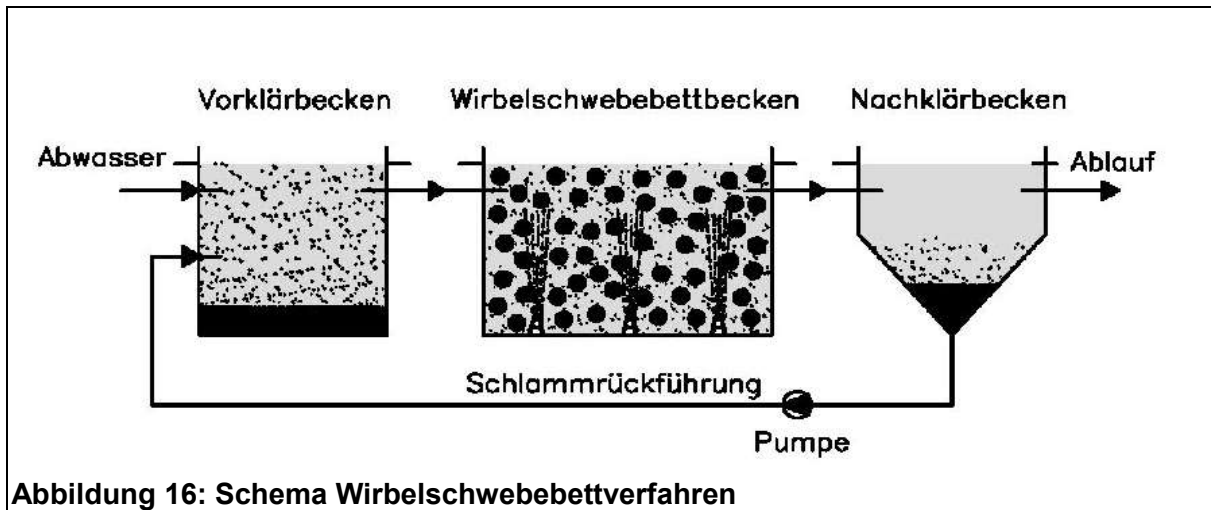 Vorklärbecken
Wirbelschwebebettbecken
Nachklärbecken
Abwasser
Ablauf
Schlammrückführung
Pumpe
Abbildung 16: Schema Wirbelschwebebettverfahren